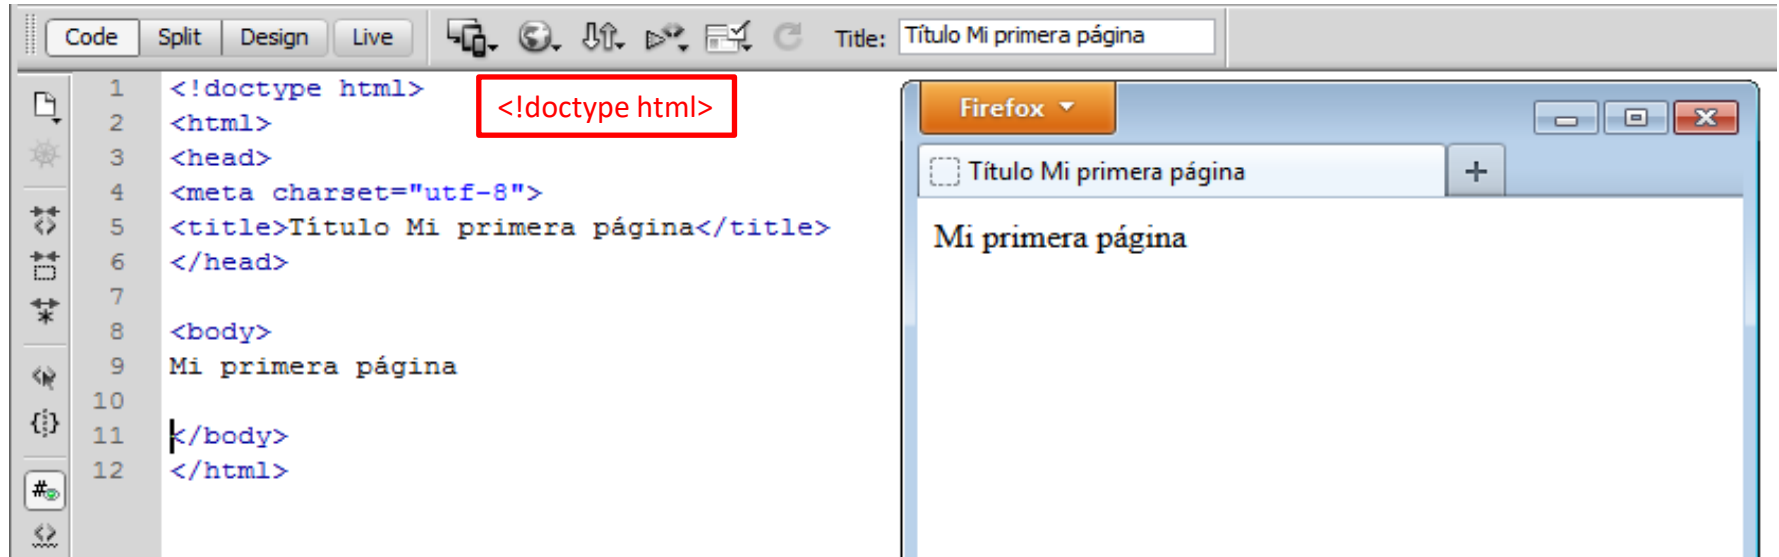 Code Split Design Live Title: Título Mi primera página
1 <!doctype html>
2 <html>
3 <head>
4 <meta charset="utf-8">
5 <title>Título Mi primera página</title>
6 </head>
7
8 <body>
9 Mi primera página
10
11 </body>
12 </html>
<!doctype html>
Firefox
Título Mi primera página
Mi primera página